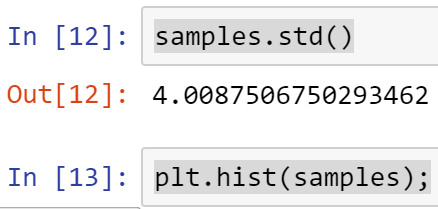 In [12]: samples.std()
Out[12]: 4.0087506750293462
In [13]: plt.hist(samples);